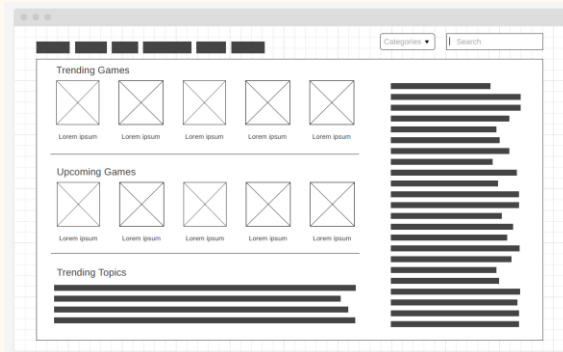 Categories ▼ Search
Trending Games
Lorem ipsum Lorem ipsum Lorem ipsum Lorem ipsum Lorem ipsum
Upcoming Games
Lorem ipsum Lorem ipsum Lorem ipsum Lorem ipsum Lorem ipsum
Trending Topics